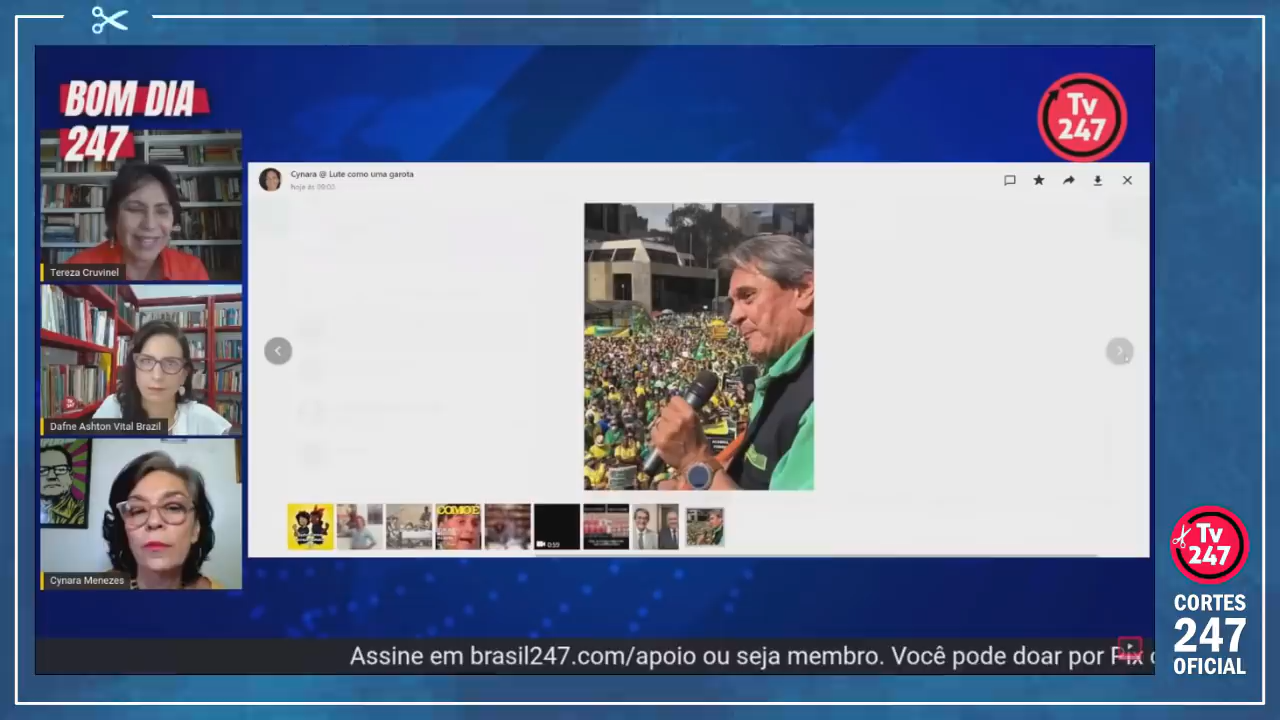 BOM DIA
247
Tv
247
Cynara @ Lute como uma garota
hoje às 09:03
Tereza Cruvinel
Dafne Ashton Vital Brazil
Cynara Menezes
0:59
Assine em brasil247.com/apoio ou seja membro. Você pode doar por Pix
Tv
247
CORTES
247
OFICIAL